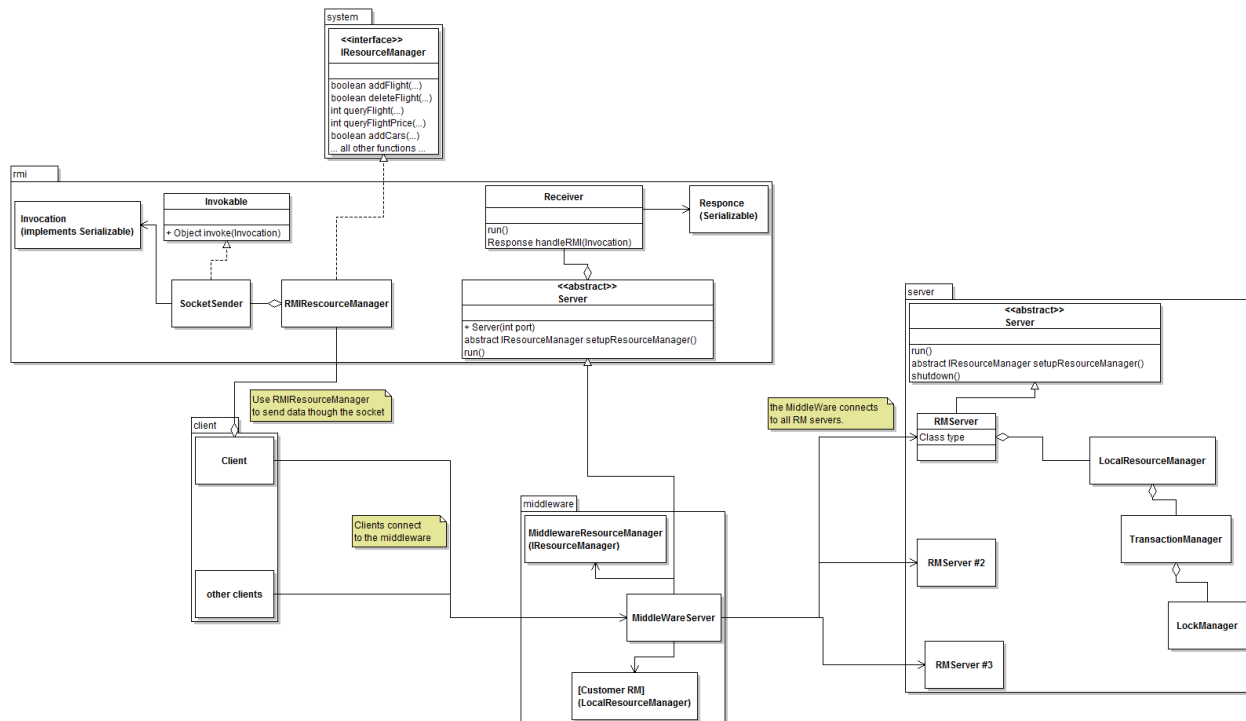 system
<<interface>>
IResourceManager
boolean addFlight(...)
boolean deleteFlight(...)
int queryFlight(...)
int queryFlightPrice(...)
boolean addCars(...)
... all other functions ...
rmi
Invocation
(implements Serializable)
Invokable
+ Object invoke(Invocation)
SocketSender
RMIRescourceManager
Receiver
run()
Response handleRMI(Invocation)
Responce
(Serializable)
<<abstract>>
Server
+ Server(int port)
abstract IResourceManager setupResourceManager()
run()
server
<<abstract>>
Server
run()
abstract IResourceManager setupResourceManager()
shutdown()
Use RMIResourceManager
to send data though the socket
the MiddleWare connects
to all RM servers.
client
Client
other clients
Clients connect
to the middleware
middleware
MiddlewareResourceManager
(IResourceManager)
MiddleWareServer
[Customer RM]
(LocalResourceManager)
RMServer
Class type
LocalResourceManager
TransactionManager
LockManager
RMServer #2
RMServer #3